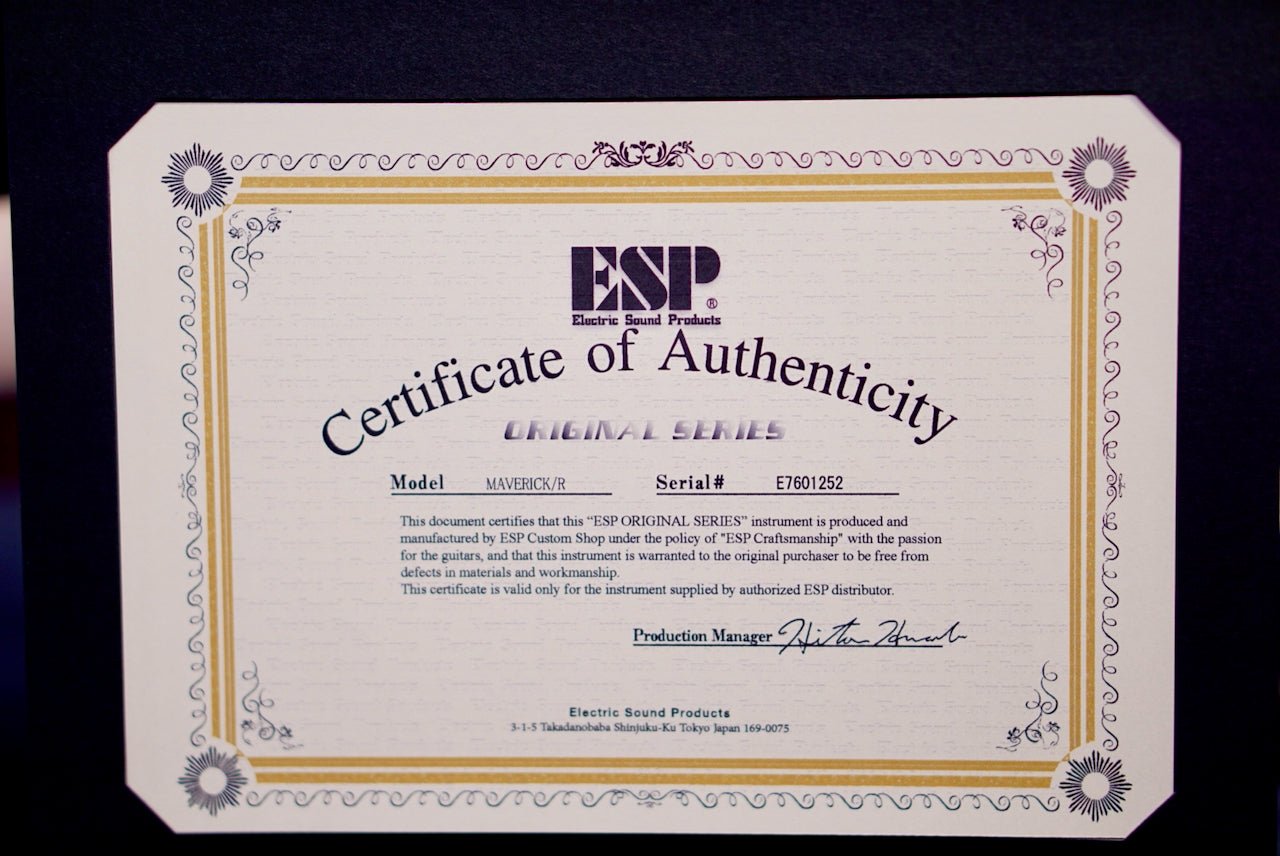 ESP®
Electric Sound Products
Certificate of Authenticity
ORIGINAL SERIES
Model MAVERICK/R Serial# E7601252
This document certifies that this “ESP ORIGINAL SERIES” instrument is produced and
manufactured by ESP Custom Shop under the policy of "ESP Craftsmanship" with the passion
for the guitars, and that this instrument is warranted to the original purchaser to be free from
defects in materials and workmanship.
This certificate is valid only for the instrument supplied by authorized ESP distributor.
Production Manager
Electric Sound Products
3-1-5 Takadanobaba Shinjuku-Ku Tokyo Japan 169-0075